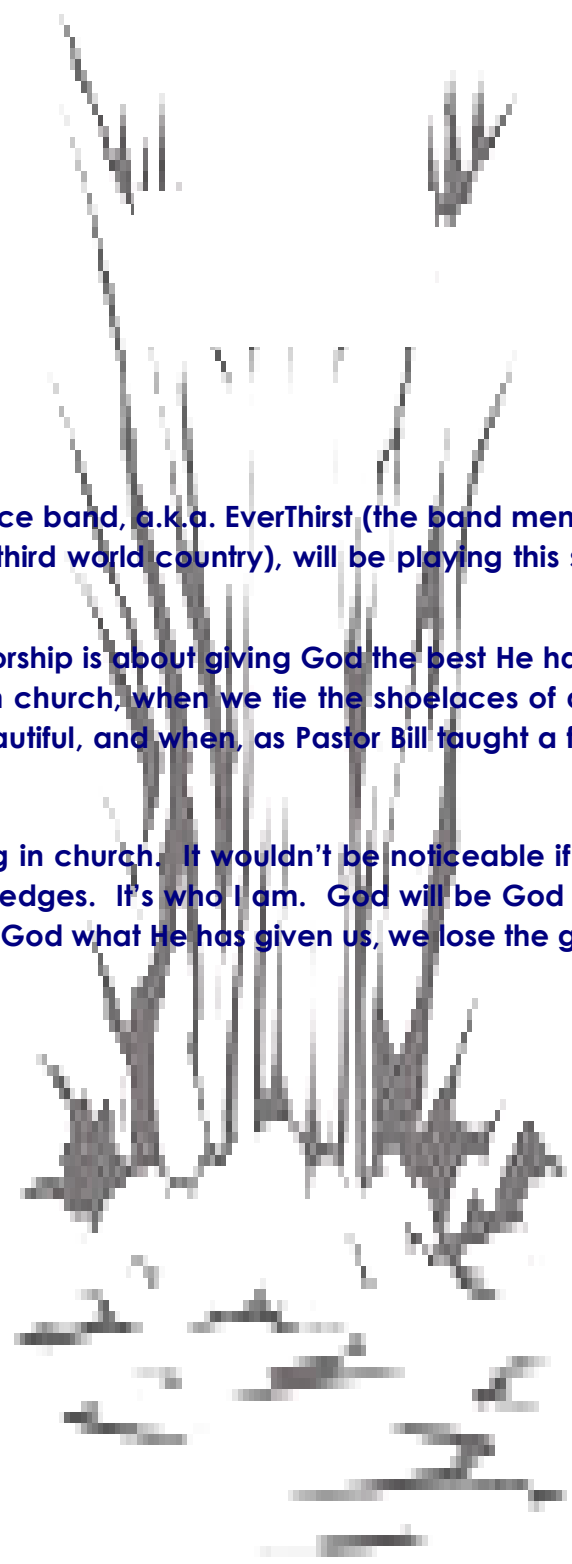 ce band, a.k.a. EverThirst (the band men
third world country), will be playing this
orship is about giving God the best He ha
n church, when we tie the shoelaces of
autiful, and when, as Pastor Bill taught a f
g in church.  It wouldn't be noticeable if
edges.  It's who I am.  God will be God
God what He has given us, we lose the g